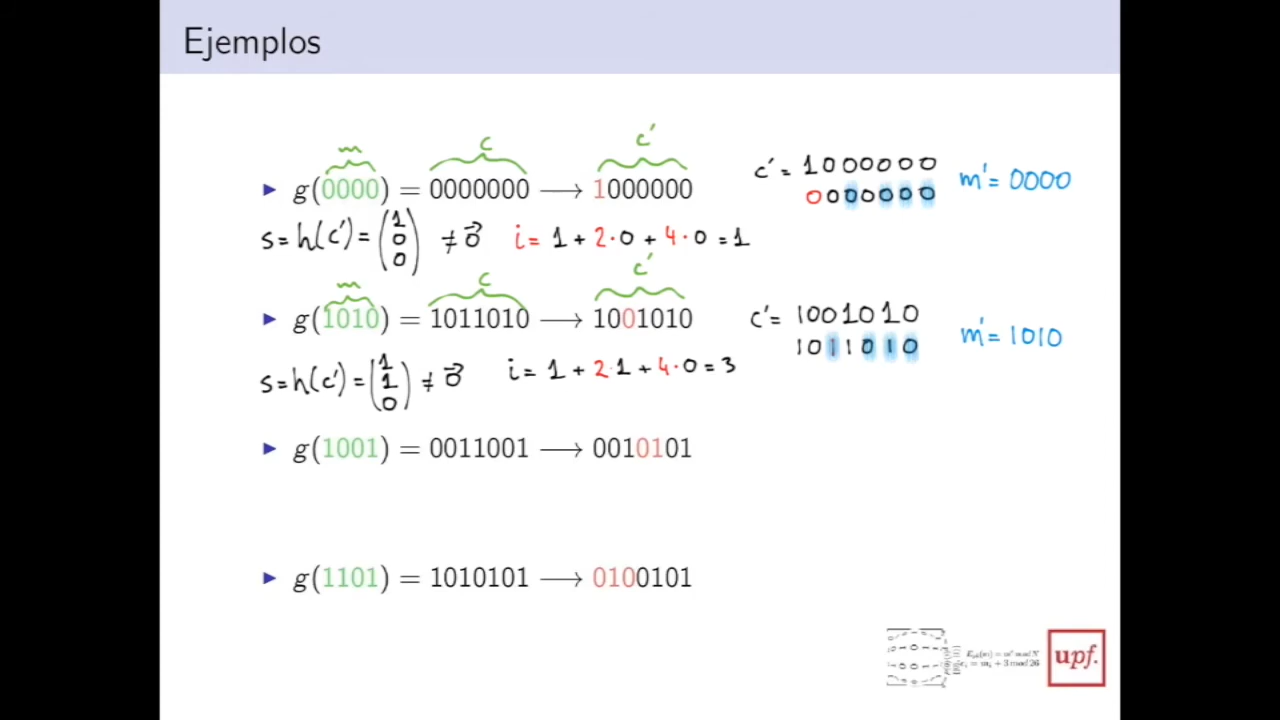 Ejemplos
m c c'
g(0000) = 0000000 ⟶ 1000000 c' = 1000000 m' = 0000
0000000
s = h(c') = (1 0 0) ≠ 0⃗ i = 1 + 2·0 + 4·0 = 1
m c c'
g(1010) = 1011010 ⟶ 1001010 c' = 1001010 m' = 1010
1011010
s = h(c') = (1 1 0) ≠ 0⃗ i = 1 + 2·1 + 4·0 = 3
g(1001) = 0011001 ⟶ 0010101
g(1101) = 1010101 ⟶ 0100101
upf.